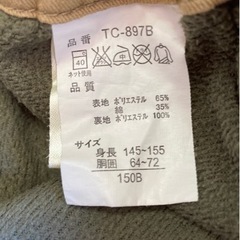 品番 TC-897B
40
ネット使用
品質
表地 ポリエステル 65%
綿 35%
裏地 ポリエステル 100%
サイズ
身長 145~155
胴囲 64~72
150B